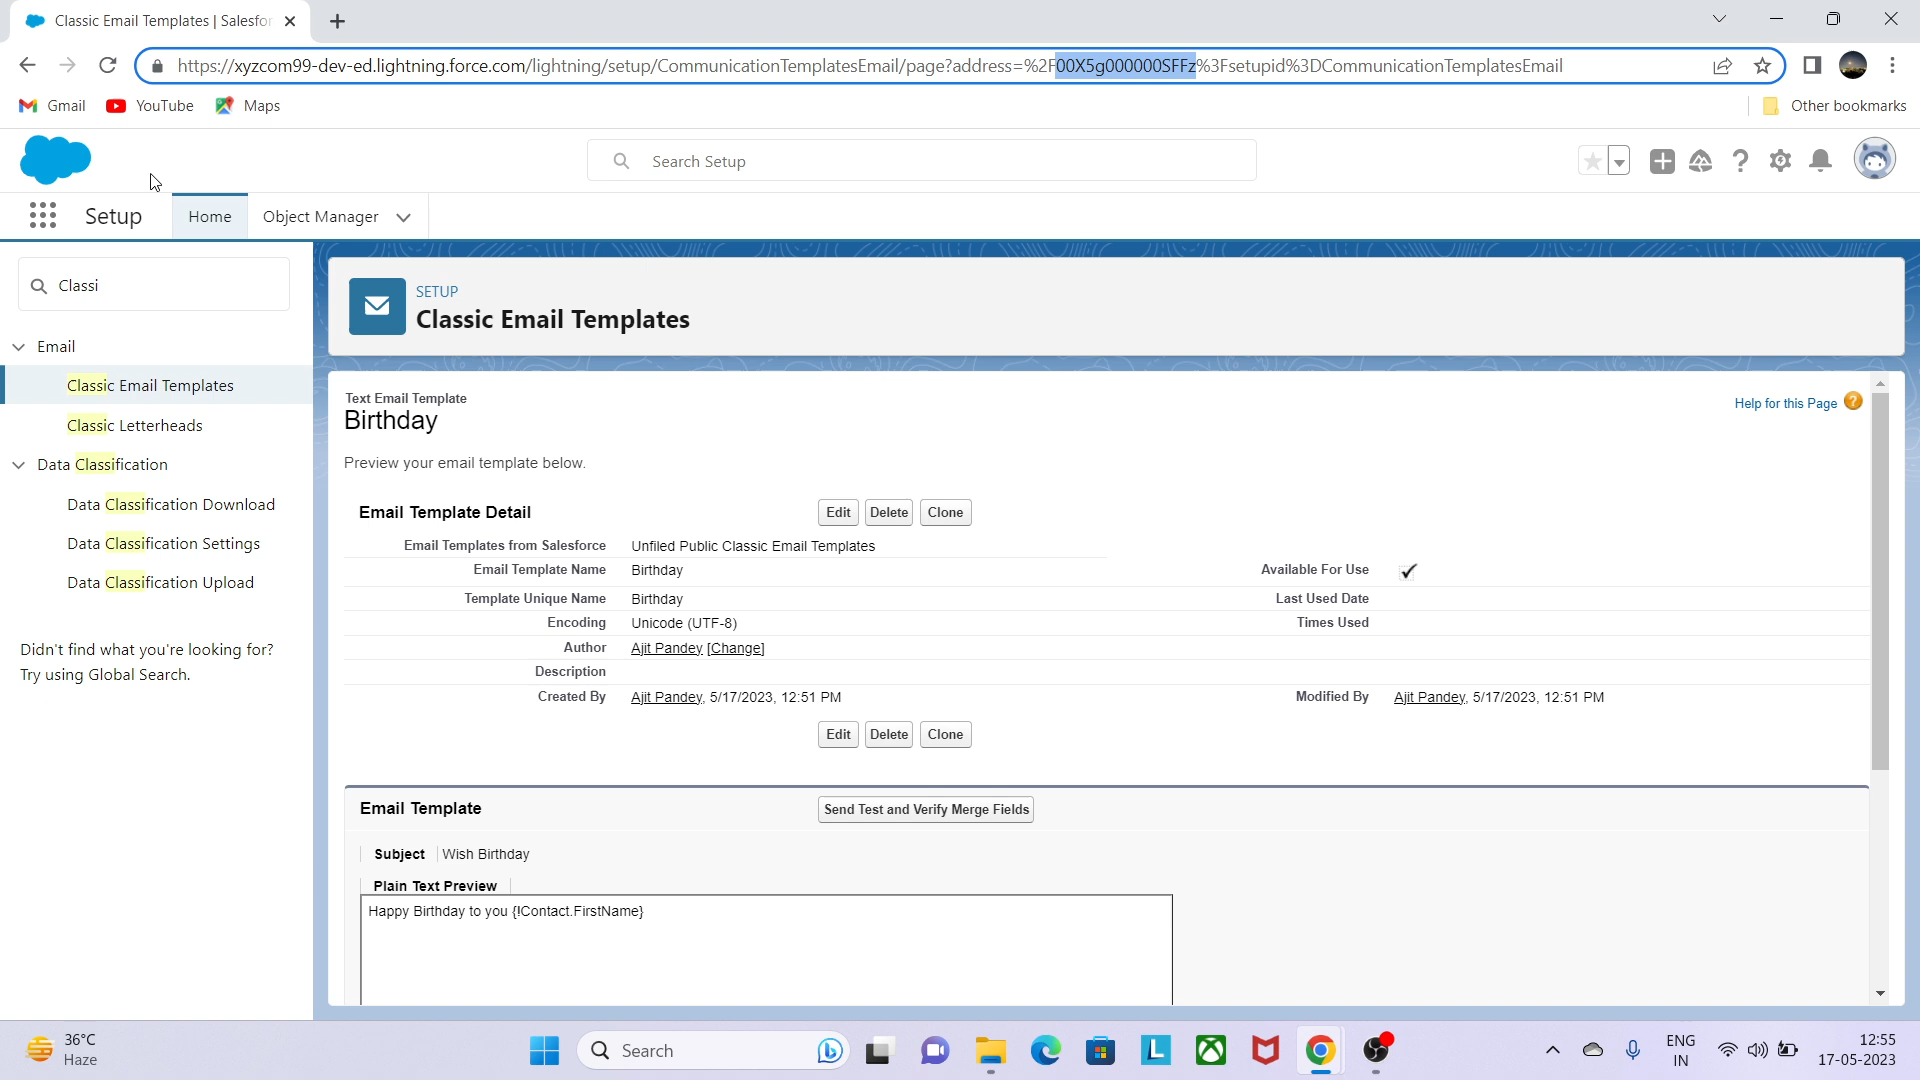 Classic Email Templates | Salesfor
https://xyzcom99-dev-ed.lightning.force.com/lightning/setup/CommunicationTemplatesEmail/page?address=%2F00X5g000000SFFz%3Fsetupid%3DCommunicationTemplatesEmail
Gmail YouTube Maps Other bookmarks
Search Setup
Setup Home Object Manager
Classi
Email
Classic Email Templates
Classic Letterheads
Data Classification
Data Classification Download
Data Classification Settings
Data Classification Upload
Didn't find what you're looking for?
Try using Global Search.
SETUP
Classic Email Templates
Text Email Template
Birthday
Help for this Page
Preview your email template below.
Email Template Detail Edit Delete Clone
Email Templates from Salesforce Unfiled Public Classic Email Templates
Email Template Name Birthday Available For Use
Template Unique Name Birthday Last Used Date
Encoding Unicode (UTF-8) Times Used
Author Ajit Pandey [Change]
Description
Created By Ajit Pandey, 5/17/2023, 12:51 PM Modified By Ajit Pandey, 5/17/2023, 12:51 PM
Edit Delete Clone
Email Template Send Test and Verify Merge Fields
Subject Wish Birthday
Plain Text Preview
Happy Birthday to you {!Contact.FirstName}
36°C
Haze
Search
ENG
IN
12:55
17-05-2023